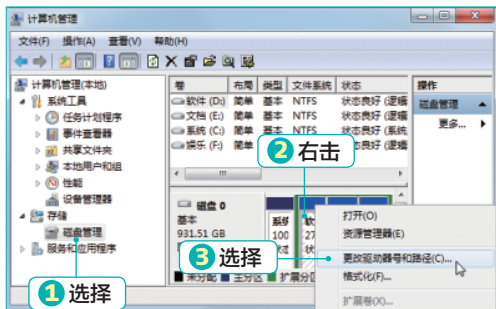 计算机管理
文件(F) 操作(A) 查看(V) 帮助(H)
计算机管理(本地)
系统工具
任务计划程序
事件查看器
共享文件夹
本地用户和组
性能
设备管理器
存储
磁盘管理
服务和应用程序
卷 布局 类型 文件系统 状态
软件 (D:) 简单 基本 NTFS 状态良好 (逻辑
文档 (E:) 简单 基本 NTFS 状态良好 (逻辑
系统 (C:) 简单 基本 NTFS 状态良好 (系统
娱乐 (F:) 简单 状态良好 (逻辑
操作
磁盘管理
更多...
2 右击
磁盘 0
基本
931.51 GB
系统
100
软
27
状
3 选择
未分配 主分区 扩展分区
打开(O)
资源管理器(E)
更改驱动器号和路径(C)...
格式化(F)...
扩展卷(X)...
1 选择